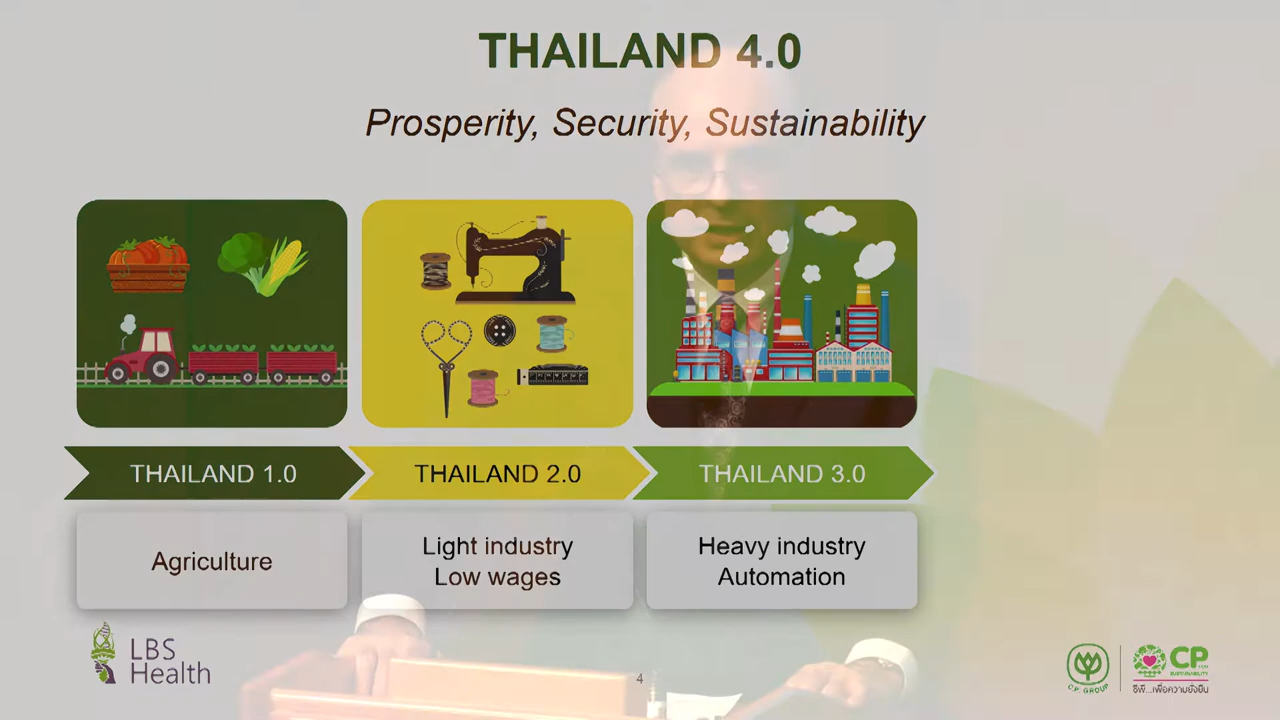 THAILAND 4.0
Prosperity, Security, Sustainability
THAILAND 1.0
THAILAND 2.0
THAILAND 3.0
Agriculture
Light industry
Low wages
Heavy industry
Automation
LBS
Health
4
C.P. GROUP
CP
SUSTAINABILITY
ซีพี...เพื่อความยั่งยืน